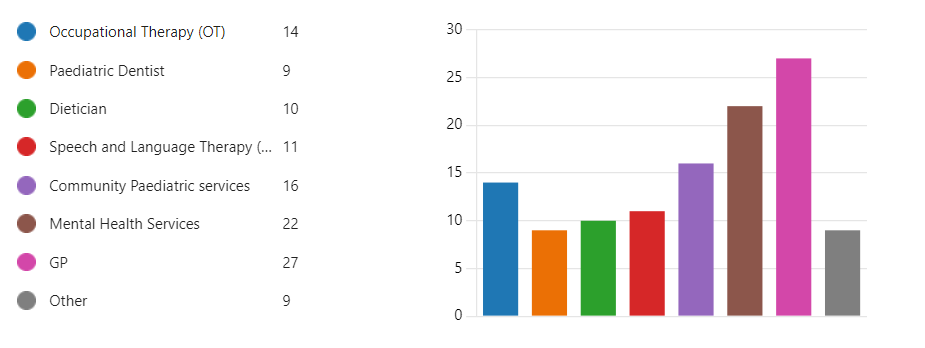 Occupational Therapy (OT) 14
Paediatric Dentist 9
Dietician 10
Speech and Language Therapy (... 11
Community Paediatric services 16
Mental Health Services 22
GP 27
Other 9
30
25
20
15
10
5
0